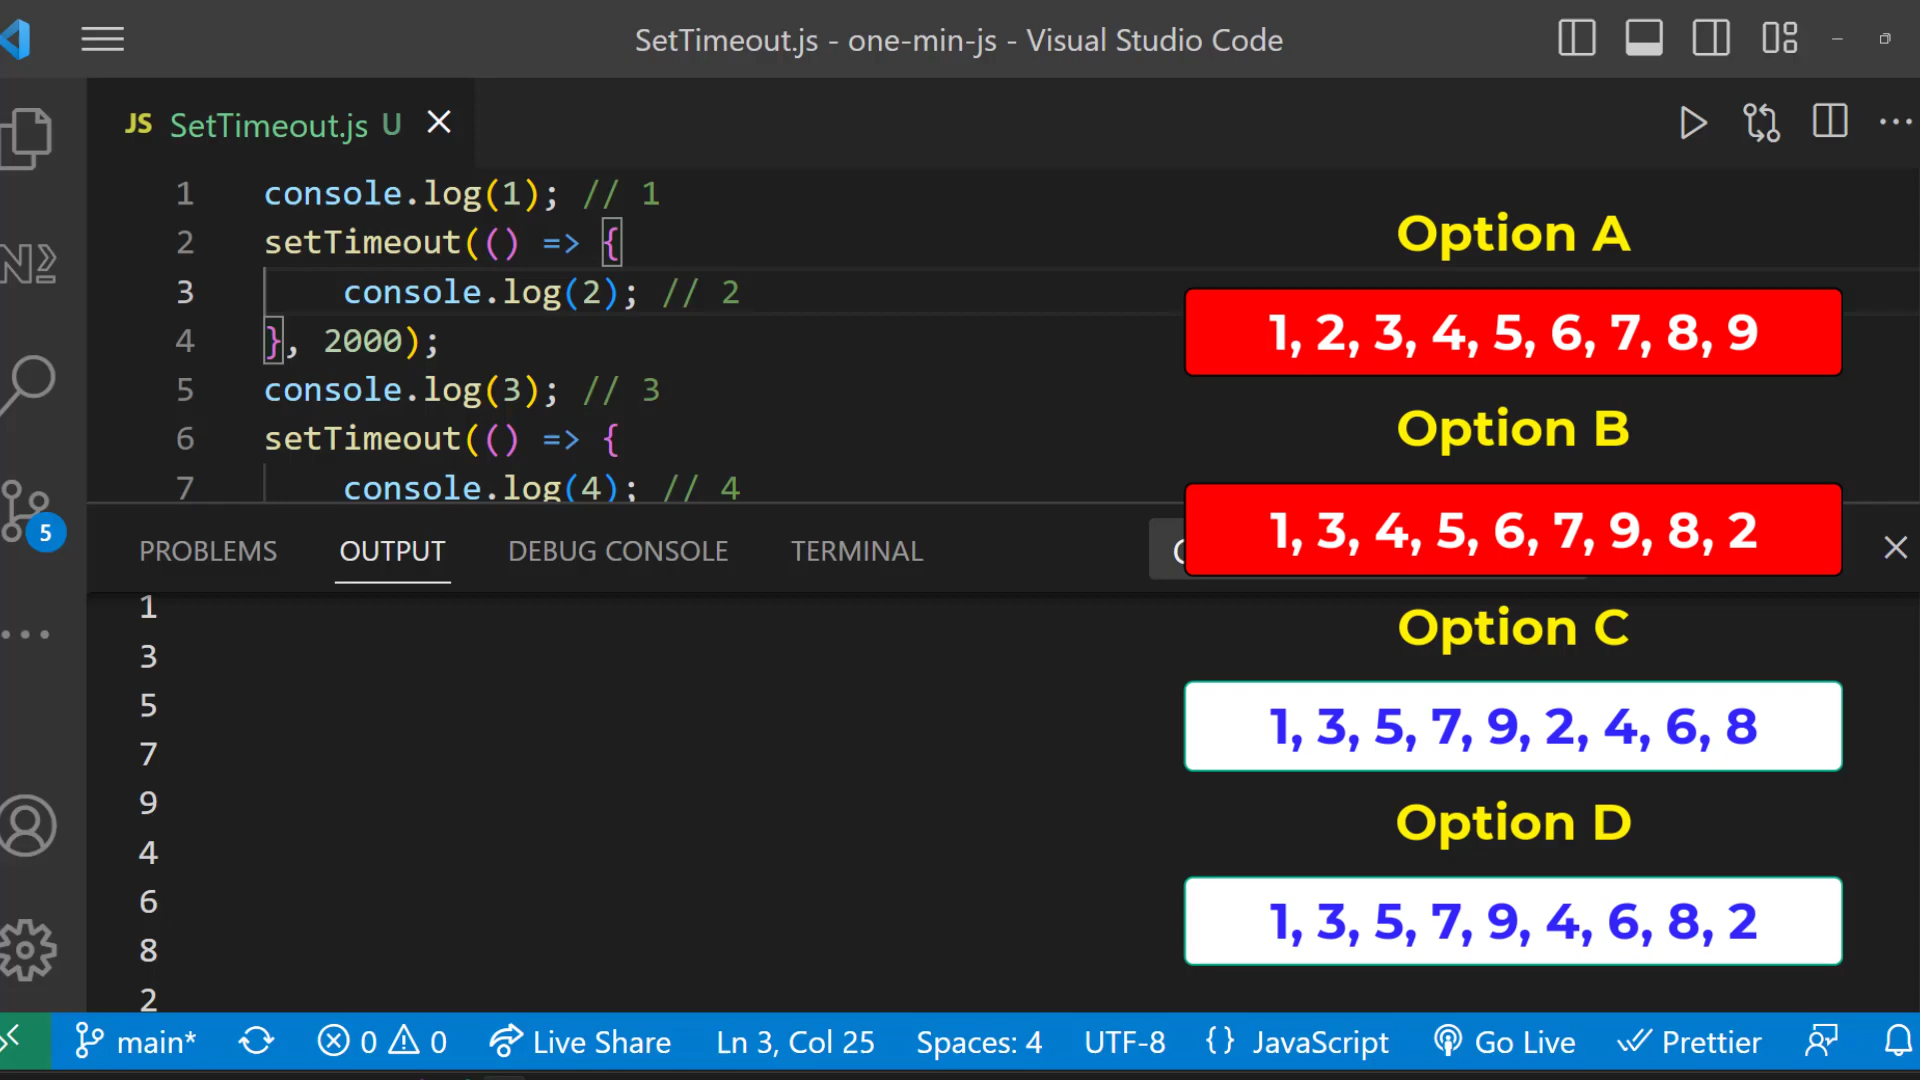 SetTimeout.js - one-min-js - Visual Studio Code
JS SetTimeout.js U
1 console.log(1); // 1
2 setTimeout(() => {
3 console.log(2); // 2
4 }, 2000);
5 console.log(3); // 3
6 setTimeout(() => {
7 console.log(4); // 4
Option A
1, 2, 3, 4, 5, 6, 7, 8, 9
Option B
1, 3, 4, 5, 6, 7, 9, 8, 2
Option C
1, 3, 5, 7, 9, 2, 4, 6, 8
Option D
1, 3, 5, 7, 9, 4, 6, 8, 2
5
PROBLEMS OUTPUT DEBUG CONSOLE TERMINAL
1
3
5
7
9
4
6
8
2
main* 0 0 Live Share Ln 3, Col 25 Spaces: 4 UTF-8 {} JavaScript Go Live Prettier